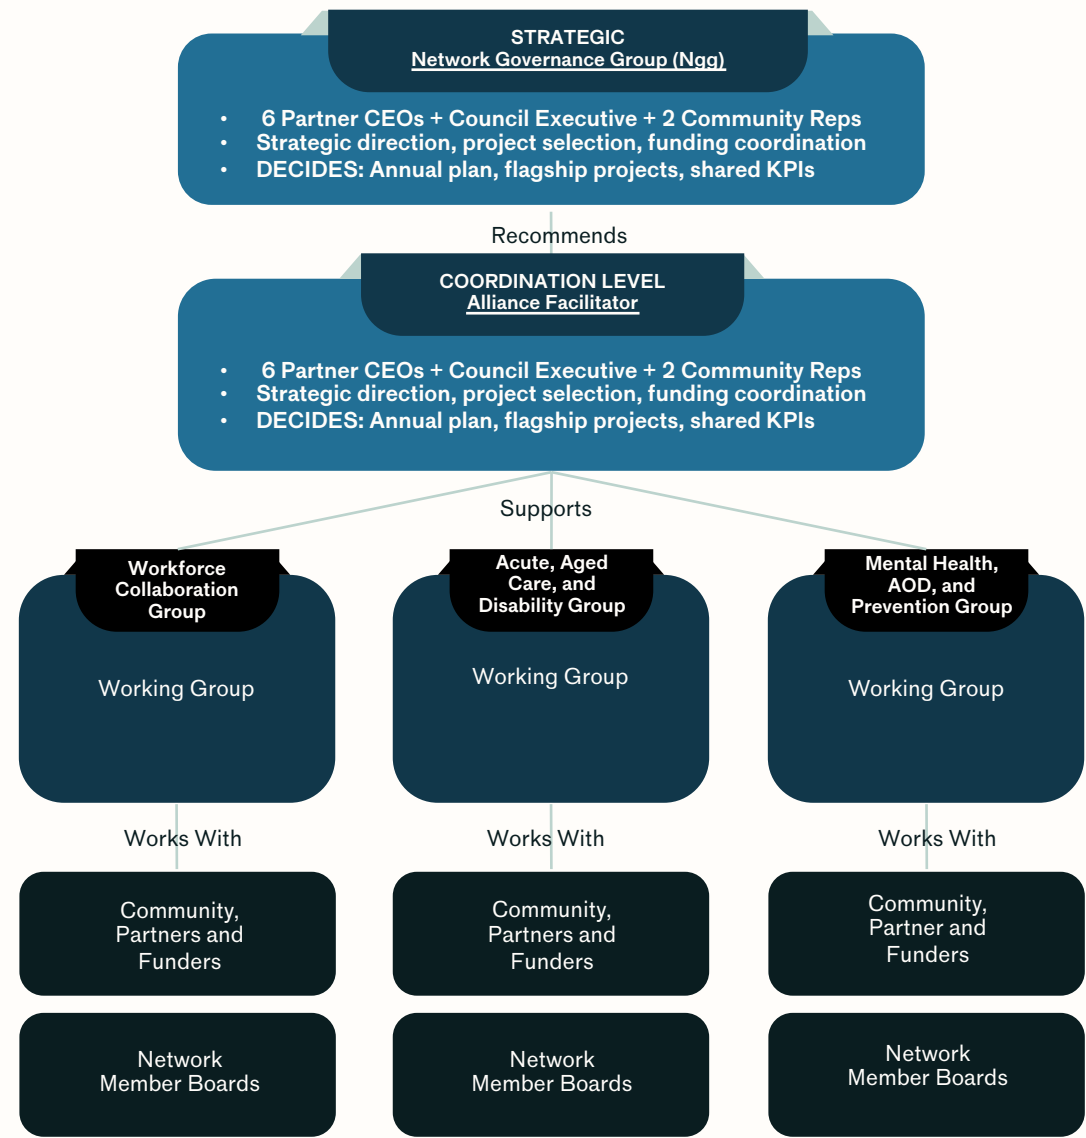 STRATEGIC
Network Governance Group (Ngg)
• 6 Partner CEOs + Council Executive + 2 Community Reps
• Strategic direction, project selection, funding coordination
• DECIDES: Annual plan, flagship projects, shared KPIs
Recommends
COORDINATION LEVEL
Alliance Facilitator
• 6 Partner CEOs + Council Executive + 2 Community Reps
• Strategic direction, project selection, funding coordination
• DECIDES: Annual plan, flagship projects, shared KPIs
Supports
Workforce
Collaboration
Group
Working Group
Acute, Aged
Care, and
Disability Group
Working Group
Mental Health,
AOD, and
Prevention Group
Working Group
Works With
Works With
Works With
Community,
Partners and
Funders
Community,
Partners and
Funders
Community,
Partner and
Funders
Network
Member Boards
Network
Member Boards
Network
Member Boards